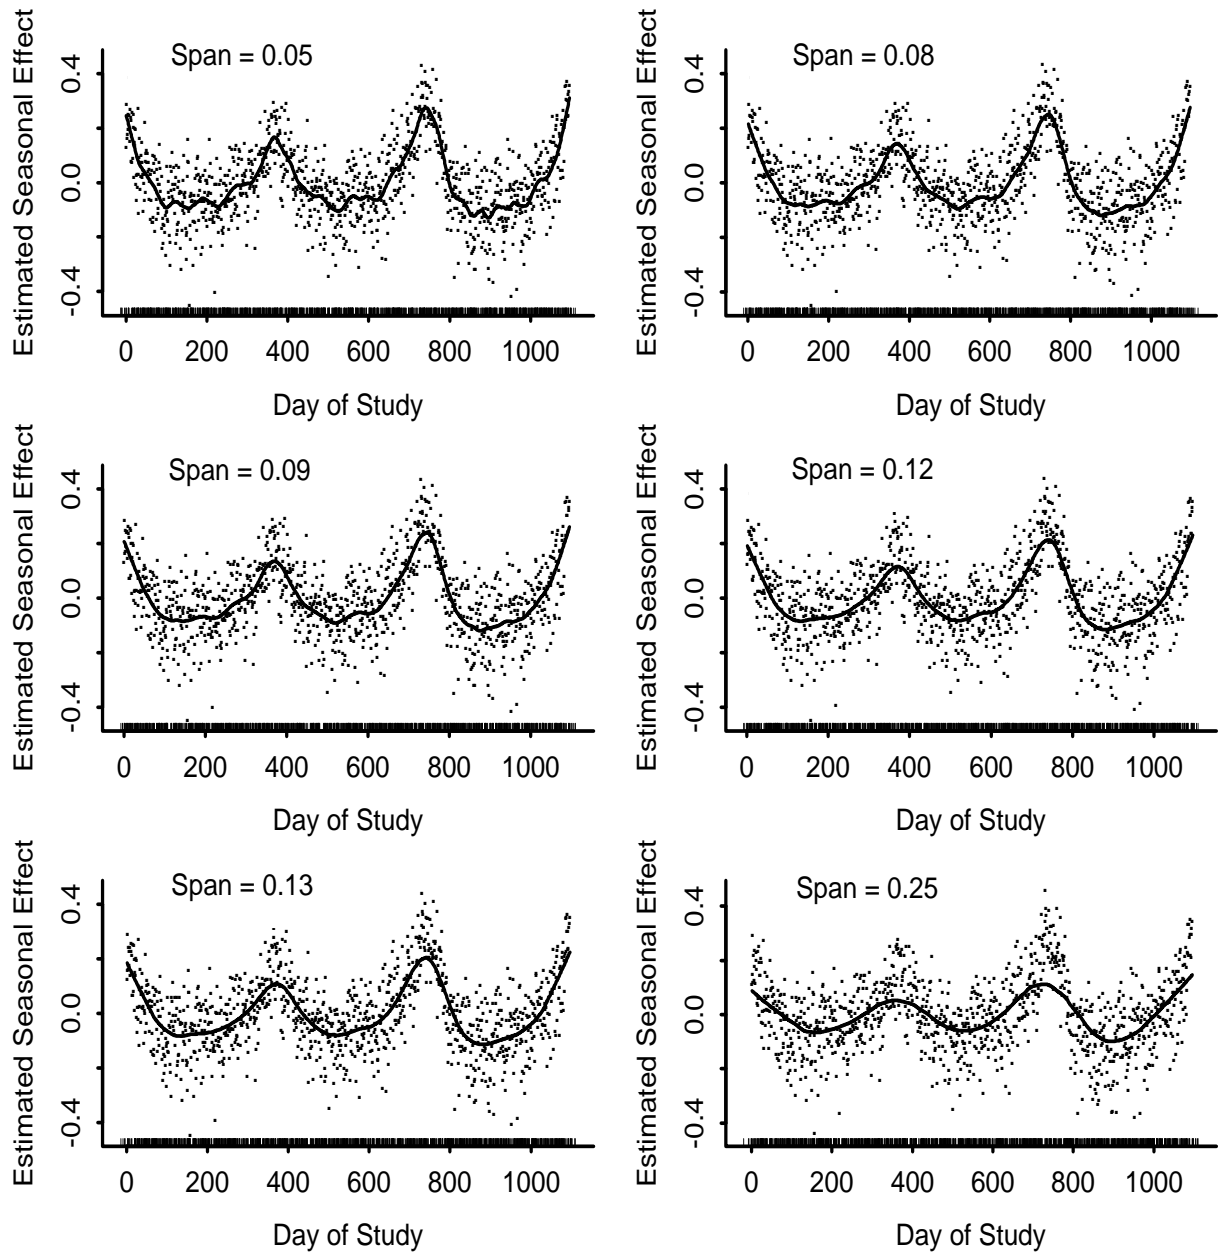 Span = 0.05
Estimated Seasonal Effect
0.4
0.0
-0.4
0 200 400 600 800 1000
Day of Study
Span = 0.08
Estimated Seasonal Effect
0.4
0.0
-0.4
0 200 400 600 800 1000
Day of Study
Span = 0.09
Estimated Seasonal Effect
0.4
0.0
-0.4
0 200 400 600 800 1000
Day of Study
Span = 0.12
Estimated Seasonal Effect
0.4
0.0
-0.4
0 200 400 600 800 1000
Day of Study
Span = 0.13
Estimated Seasonal Effect
0.4
0.0
-0.4
0 200 400 600 800 1000
Day of Study
Span = 0.25
Estimated Seasonal Effect
0.4
0.0
-0.4
0 200 400 600 800 1000
Day of Study